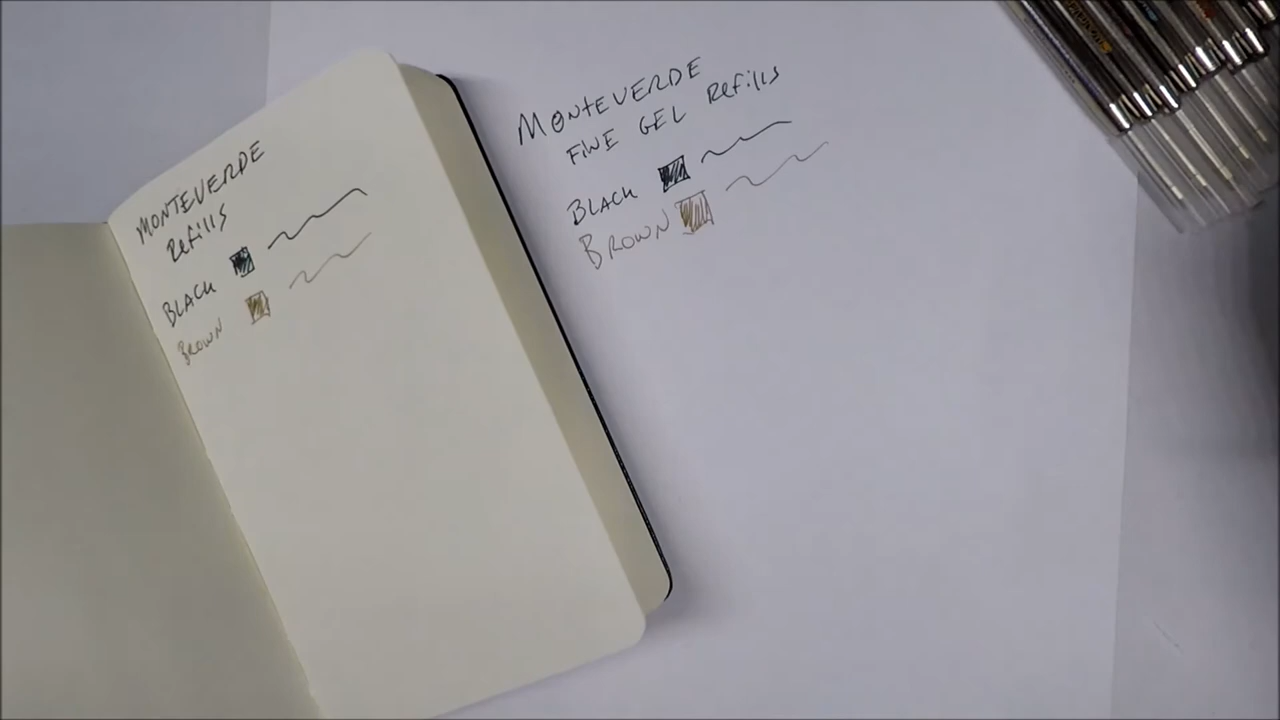 MONTEVERDE
Refills
BLACK
BROWN
MONTEVERDE
FINE GEL Refills
BLACK
BROWN